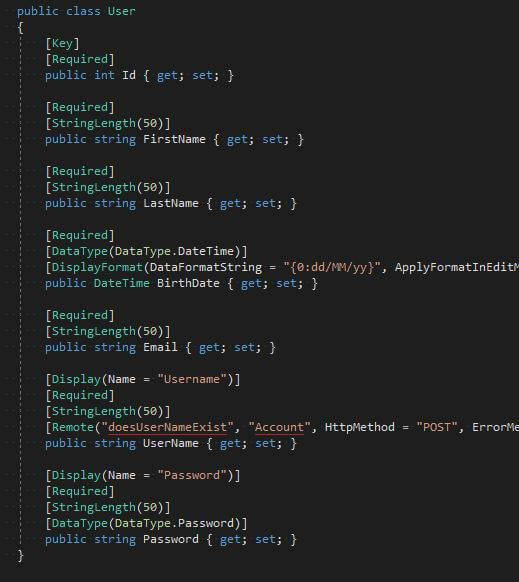 public class User
{
[Key]
[Required]
public int Id { get; set; }
[Required]
[StringLength(50)]
public string FirstName { get; set; }
[Required]
[StringLength(50)]
public string LastName { get; set; }
[Required]
[DataType(DataType.DateTime)]
[DisplayFormat(DataFormatString = "{0:dd/MM/yy}", ApplyFormatInEditM
public DateTime BirthDate { get; set; }
[Required]
[StringLength(50)]
public string Email { get; set; }
[Display(Name = "Username")]
[Required]
[StringLength(50)]
[Remote("doesUserNameExist", "Account", HttpMethod = "POST", ErrorMe
public string UserName { get; set; }
[Display(Name = "Password")]
[Required]
[StringLength(50)]
[DataType(DataType.Password)]
public string Password { get; set; }
}